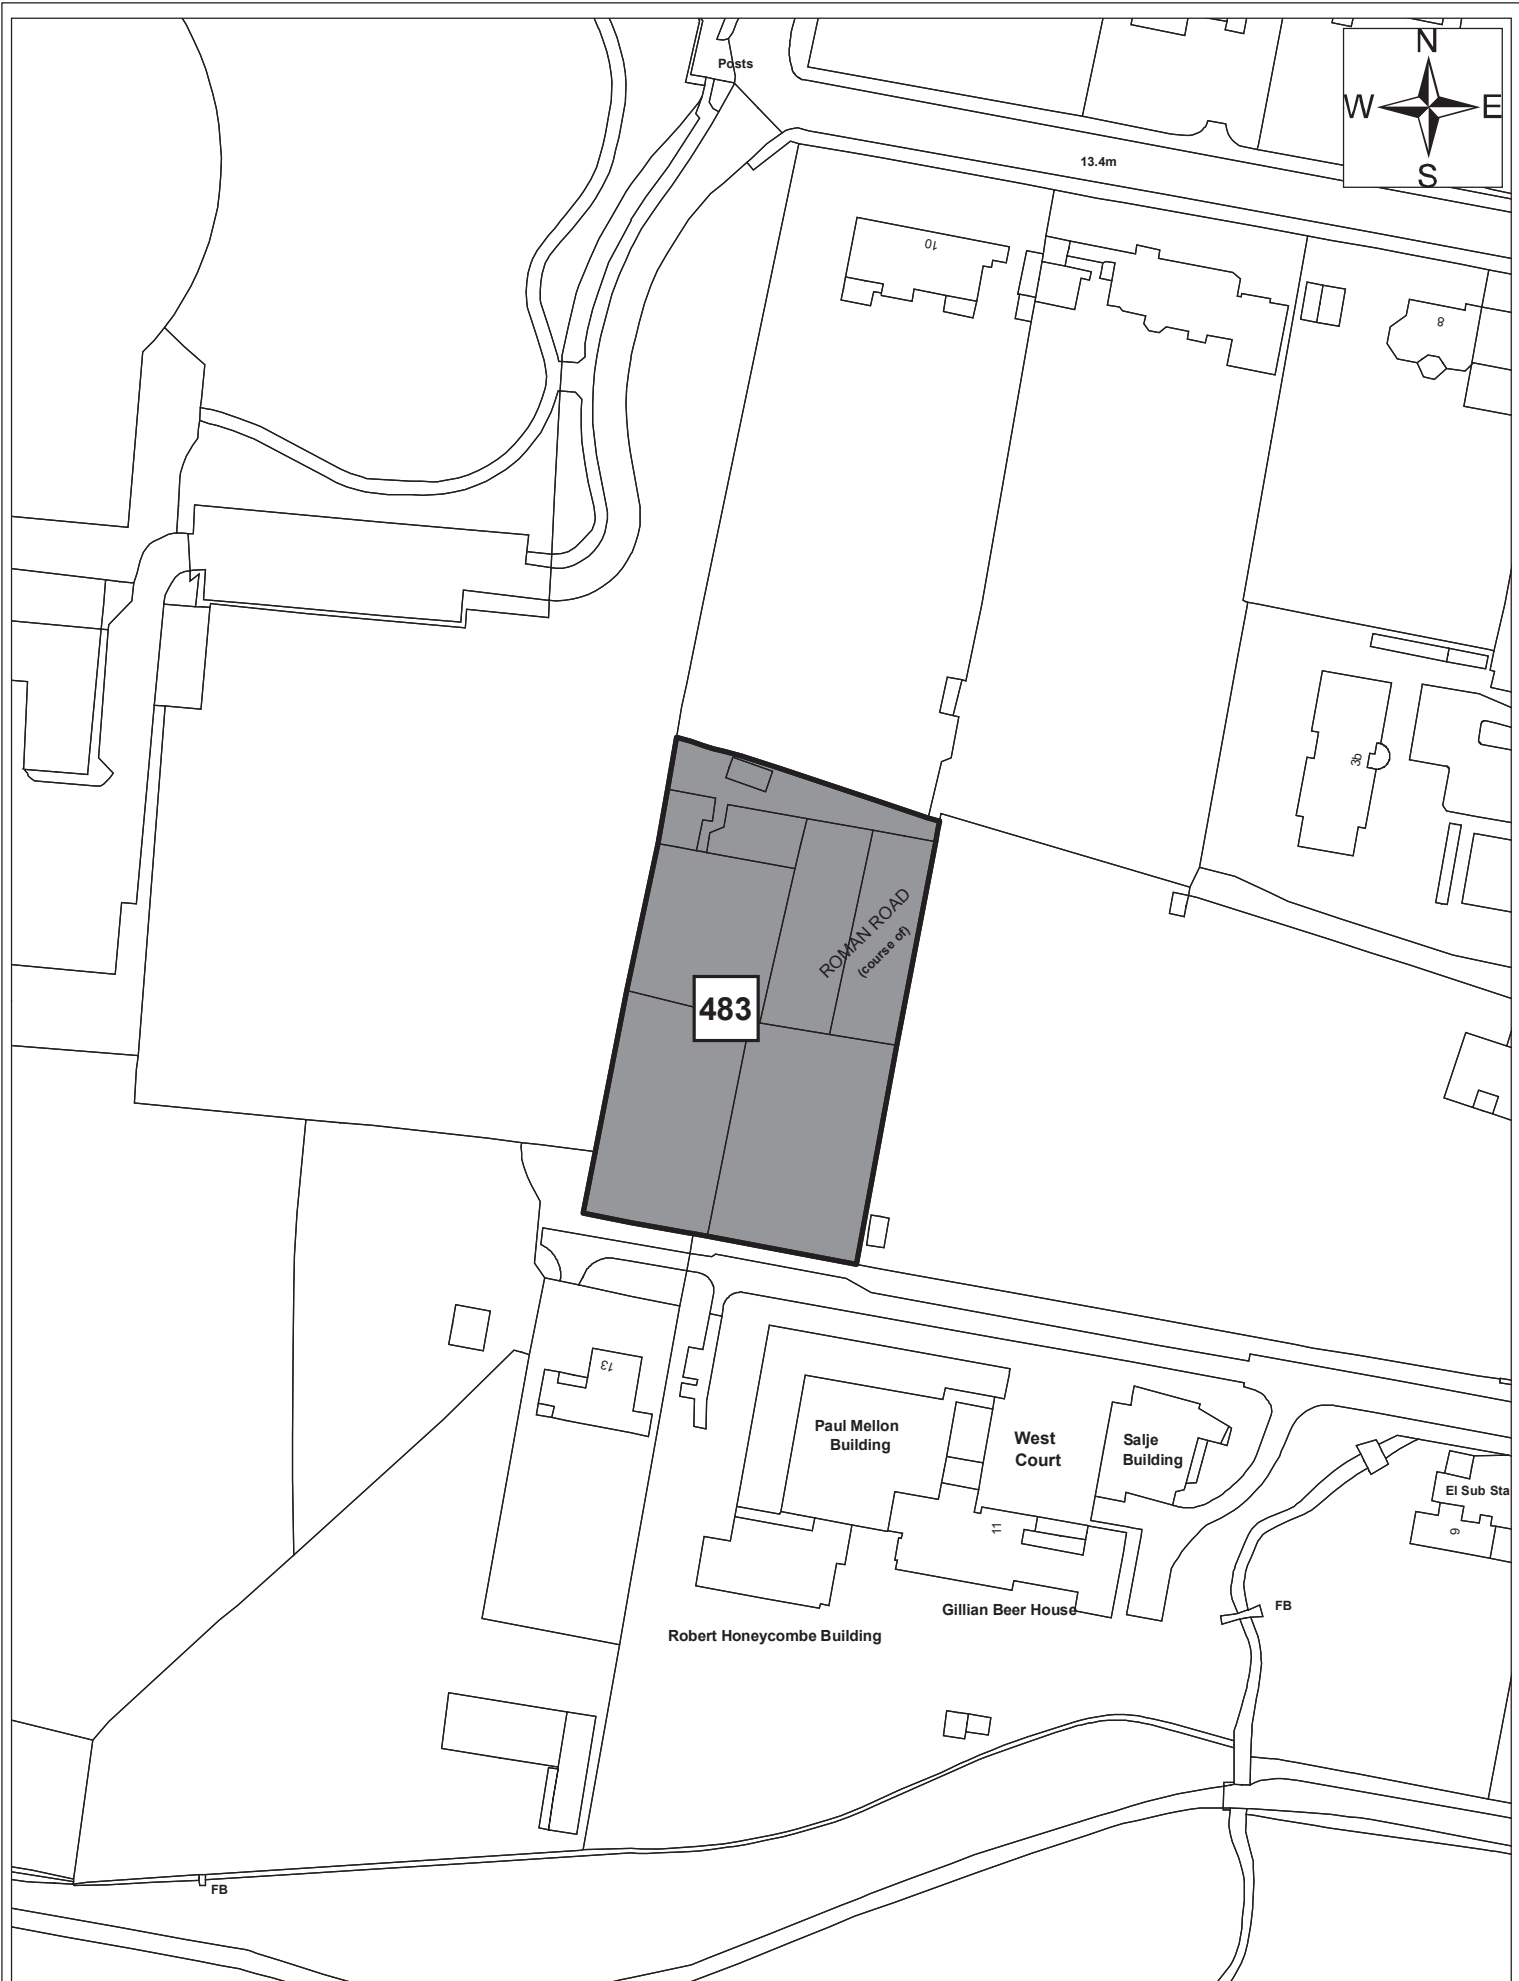 N
Posts
W
E
S
13.4m
10
8
3b
ROMAN ROAD
(course of)
483
13
Paul Mellon
Building
West
Court
Salje
Building
El Sub Sta
11
9
Gillian Beer House
FB
Robert Honeycombe Building
FB